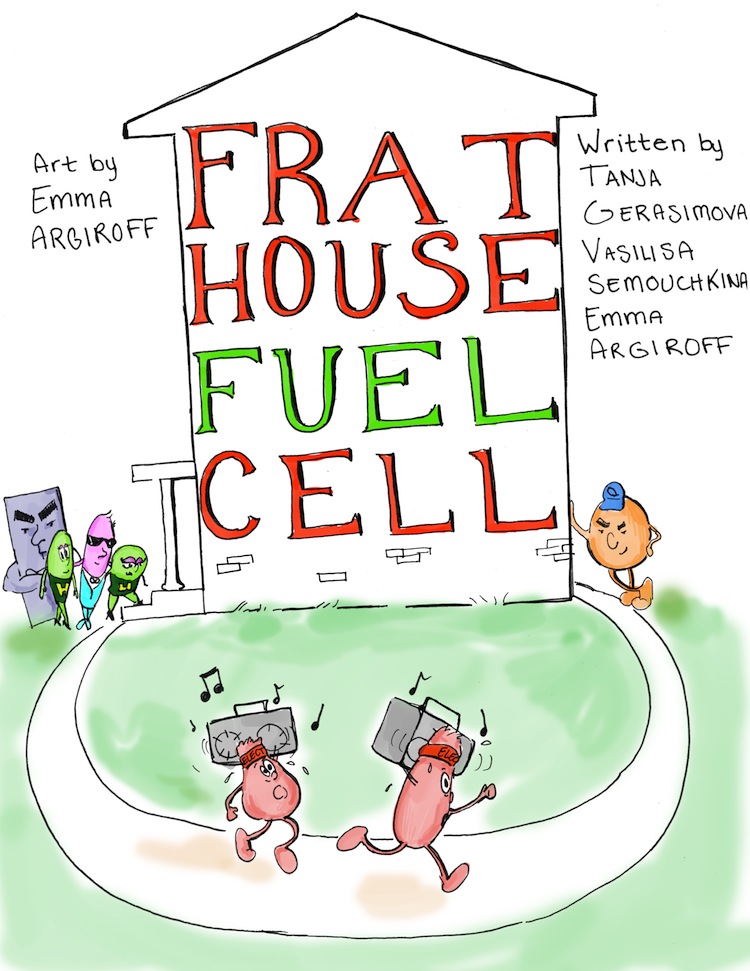 FRAT
HOUSE
FUEL
CELL
Art by
EMMA
ARGIROFF
Written by
TANJA
GERASIMOVA
VASILISA
SEMOUCHKINA
EMMA
ARGIROFF
H
H
ELECT
ELEC